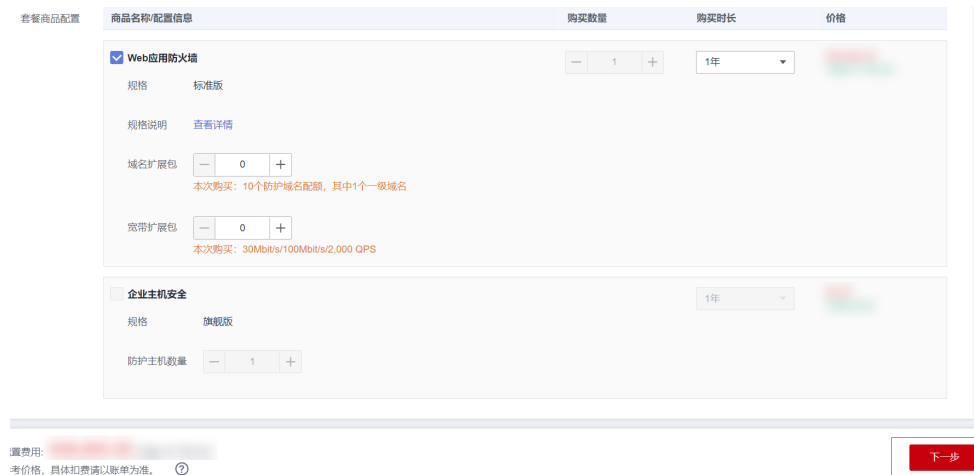 套餐商品配置 商品名称/配置信息 购买数量 购买时长 价格
Web应用防火墙 1 1年
规格 标准版
规格说明 查看详情
域名扩展包 0
本次购买：10个防护域名配额，其中1个一级域名
宽带扩展包 0
本次购买：30Mbit/s/100Mbit/s/2,000 QPS
企业主机安全 1年
规格 旗舰版
防护主机数量 1
置费用:
考价格，具体扣费请以账单为准。 ?
下一步